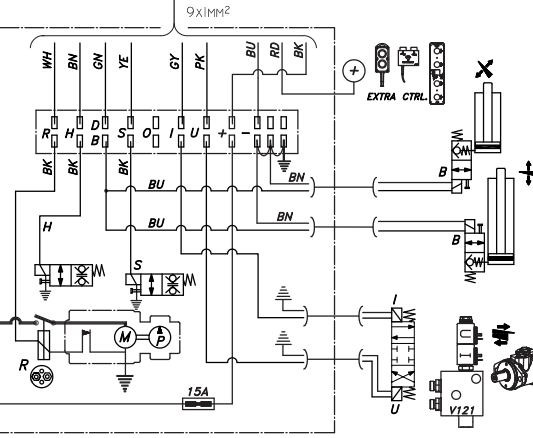 9x1MM²
WH BN GN YE GY PK BU RD BK
+
EXTRA CTRL.
R H D B S O I U + −
BK BK BK
BU BN
B
BU BN
B
H
S
I
M P
R
15A
U
V121